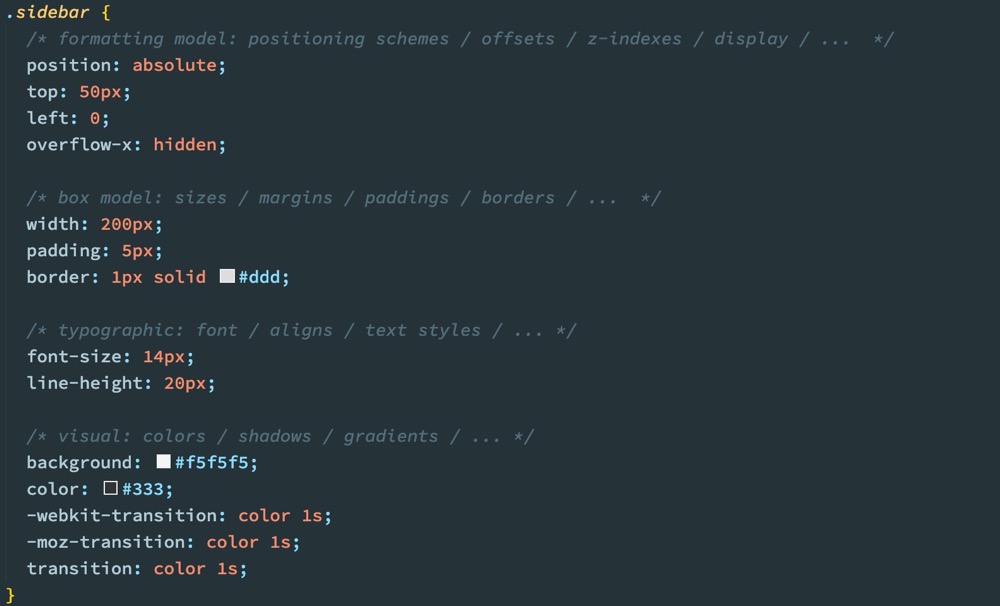 .sidebar {
  /* formatting model: positioning schemes / offsets / z-indexes / display / ...  */
  position: absolute;
  top: 50px;
  left: 0;
  overflow-x: hidden;

  /* box model: sizes / margins / paddings / borders / ...  */
  width: 200px;
  padding: 5px;
  border: 1px solid #ddd;

  /* typographic: font / aligns / text styles / ... */
  font-size: 14px;
  line-height: 20px;

  /* visual: colors / shadows / gradients / ... */
  background: #f5f5f5;
  color: #333;
  -webkit-transition: color 1s;
  -moz-transition: color 1s;
  transition: color 1s;
}